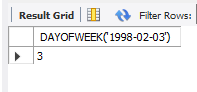 Result Grid Filter Rows:
DAYOFWEEK('1998-02-03')
3